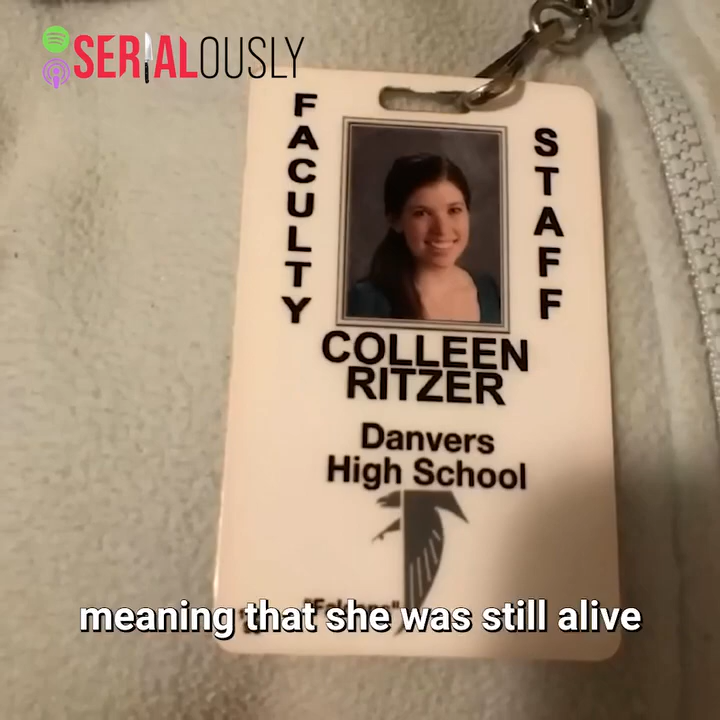 SERIALOUSLY
FACULTY
STAFF
COLLEEN
RITZER
Danvers
High School
meaning that she was still alive